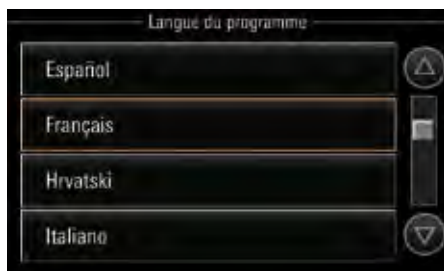 Langue du programme
Español
Français
Hrvatski
Italiano